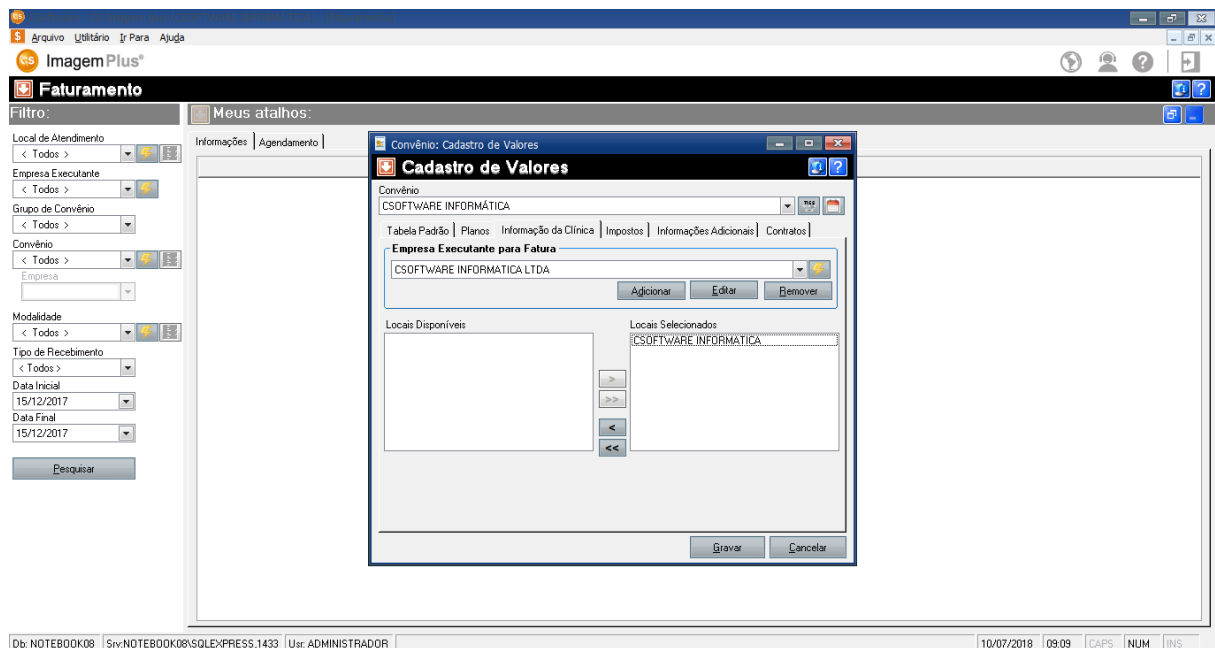 Arquivo Utilitário Ir Para Ajuda
ImagemPlus®
Faturamento
Filtro:
Meus atalhos:
Local de Atendimento
< Todos >
Empresa Executante
< Todos >
Grupo de Convênio
< Todos >
Convênio
< Todos >
Empresa
Modalidade
< Todos >
Tipo de Recebimento
< Todos >
Data Inicial
15/12/2017
Data Final
15/12/2017
Pesquisar
Informações Agendamento
Convênio: Cadastro de Valores
Cadastro de Valores
Convênio
CSOFTWARE INFORMÁTICA
Tabela Padrão Planos Informação da Clínica Impostos Informações Adicionais Contratos
Empresa Executante para Fatura
CSOFTWARE INFORMATICA LTDA
Adicionar Editar Remover
Locais Disponíveis
Locais Selecionados
CSOFTWARE INFORMATICA
>
>>
<
<<
Gravar Cancelar
Db: NOTEBOOK08 Srv:NOTEBOOK08\SQLEXPRESS,1433 Usr: ADMINISTRADOR 10/07/2018 09:09 CAPS NUM INS